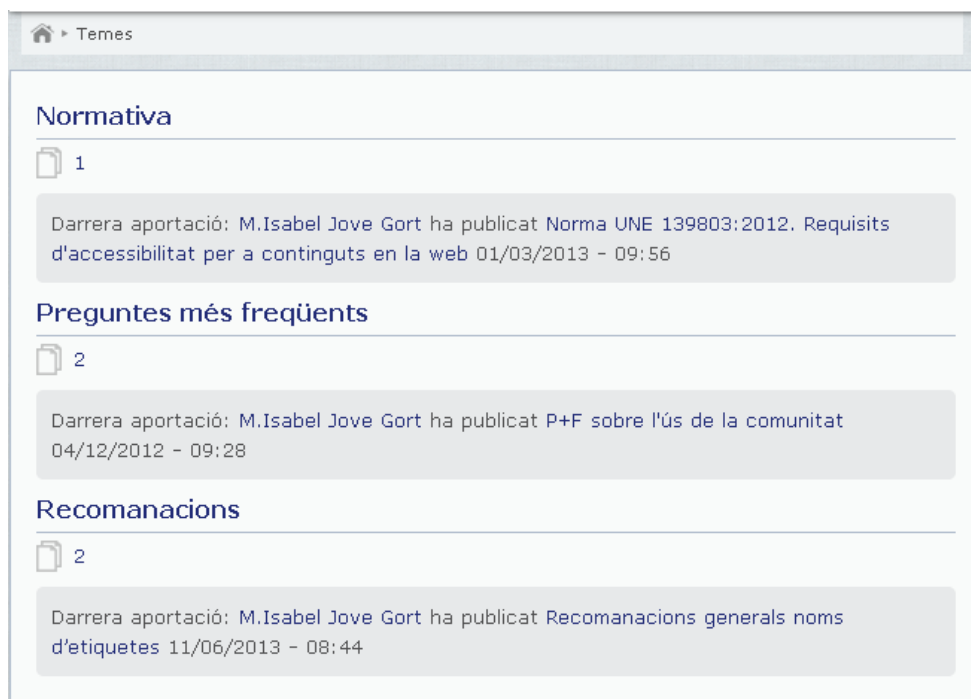 Temes
Normativa
1
Darrera aportació: M.Isabel Jove Gort ha publicat Norma UNE 139803:2012. Requisits
d'accessibilitat per a continguts en la web 01/03/2013 - 09:56
Preguntes més freqüents
2
Darrera aportació: M.Isabel Jove Gort ha publicat P+F sobre l'ús de la comunitat
04/12/2012 - 09:28
Recomanacions
2
Darrera aportació: M.Isabel Jove Gort ha publicat Recomanacions generals noms
d’etiquetes 11/06/2013 - 08:44